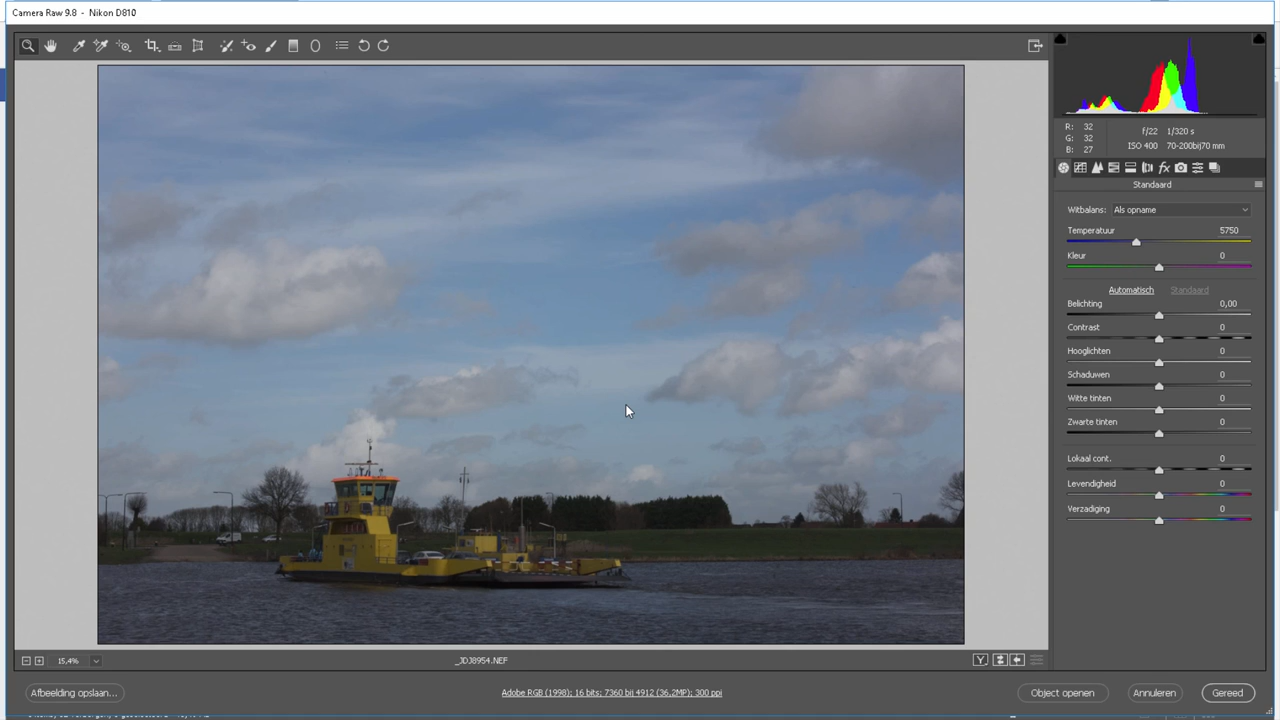 Camera Raw 9.8 - Nikon D810
R: 32
G: 32
B: 27
f/22 1/320 s
ISO 400 70-200bij70 mm
Standaard
Witbalans: Als opname
Temperatuur 5750
Kleur 0
Automatisch Standaard
Belichting 0,00
Contrast 0
Hooglichten 0
Schaduwen 0
Witte tinten 0
Zwarte tinten 0
Lokaal cont. 0
Levendigheid 0
Verzadiging 0
15,4%
_JDJ8954.NEF
Y
Afbeelding opslaan...
Adobe RGB (1998); 16 bits; 7360 bij 4912 (36.2MP); 300 ppi
Object openen
Annuleren
Gereed